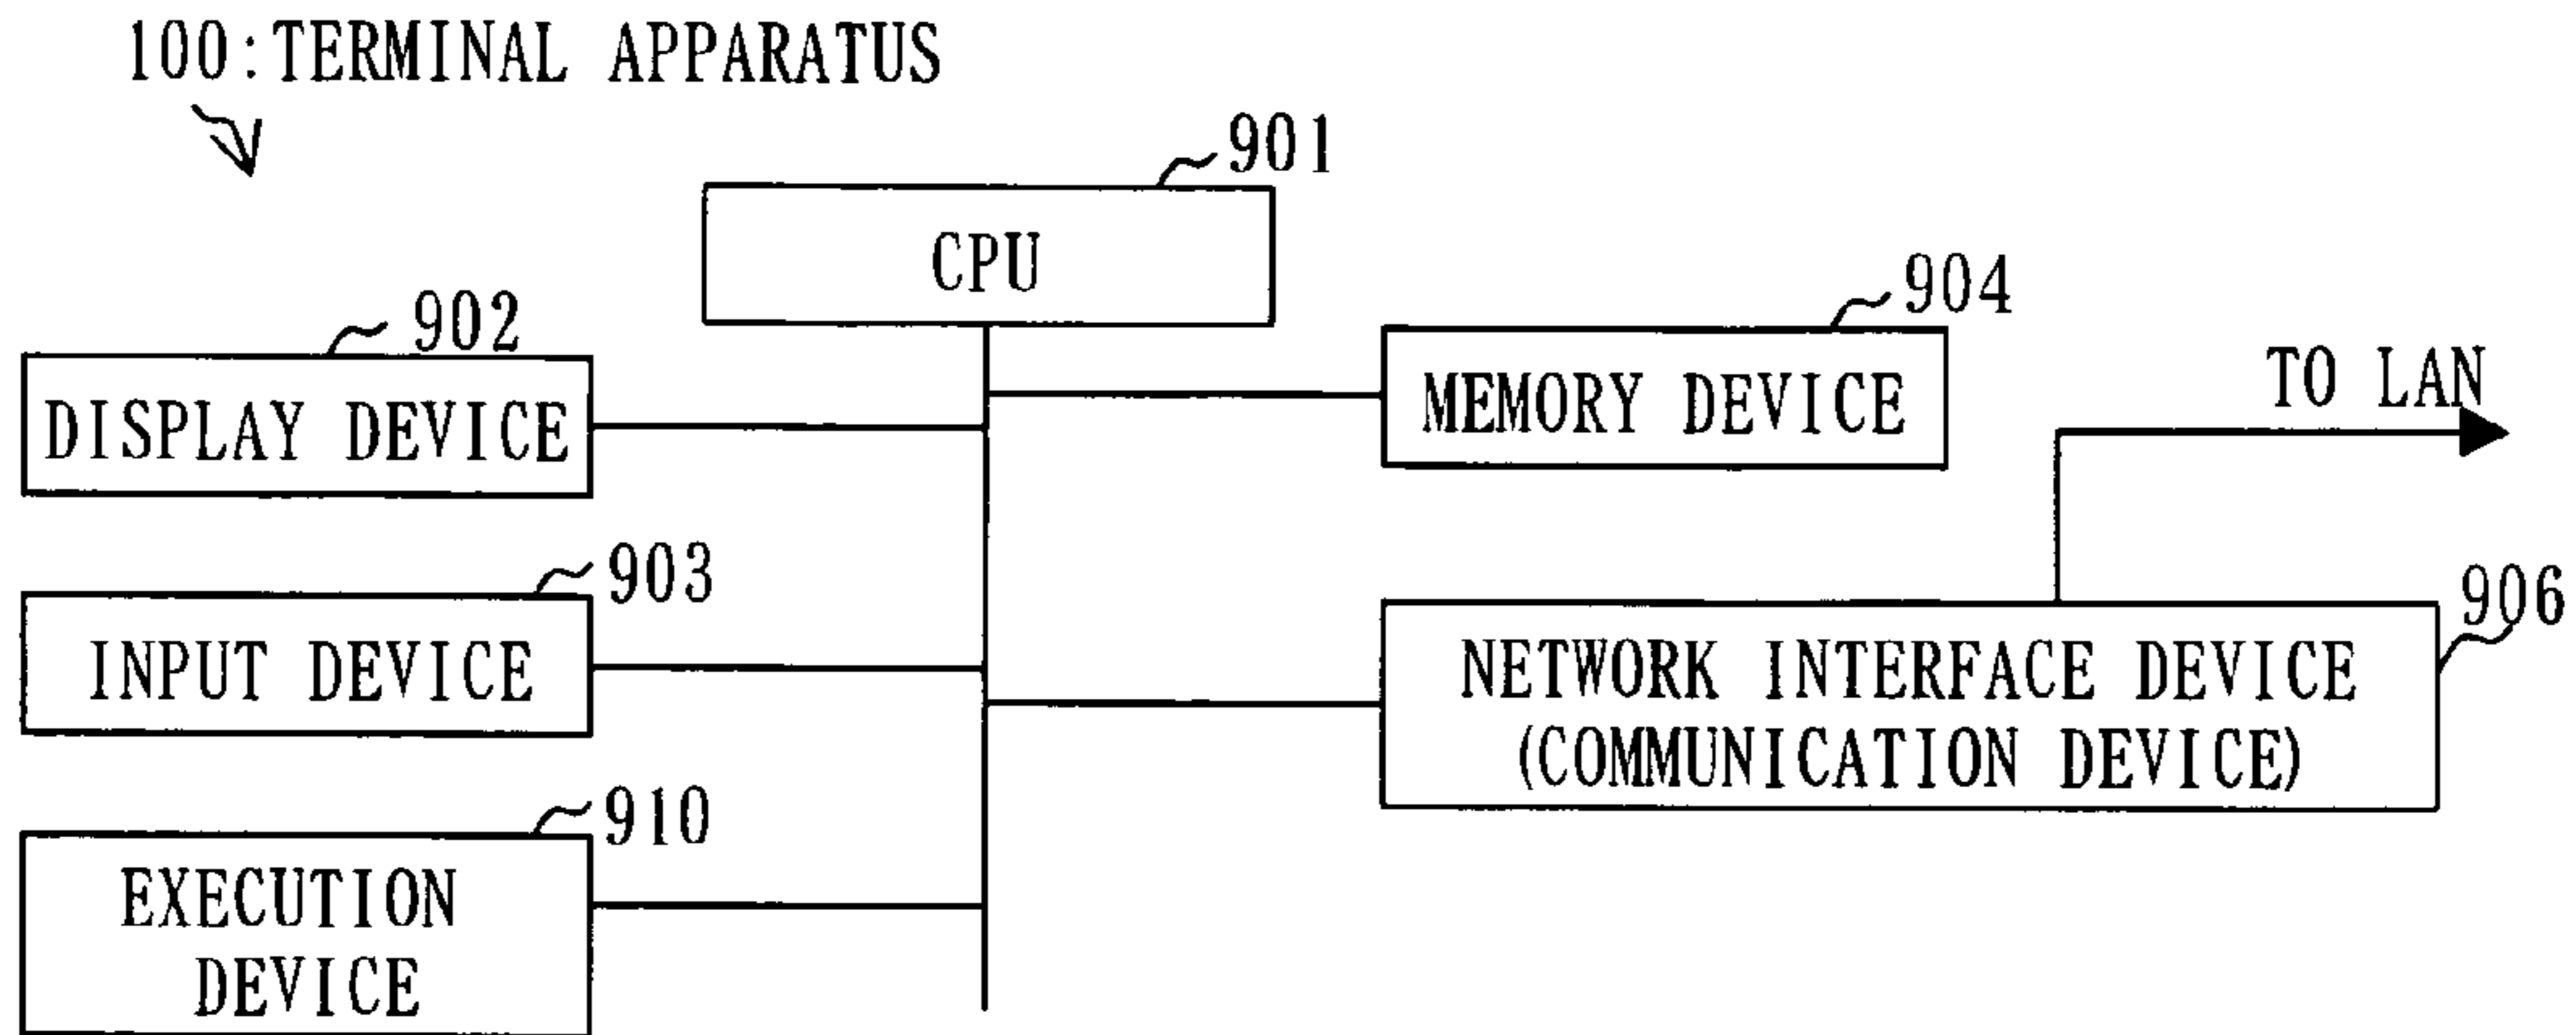 100:TERMINAL APPARATUS
901
CPU
902
DISPLAY DEVICE
904
MEMORY DEVICE
TO LAN
903
INPUT DEVICE
906
NETWORK INTERFACE DEVICE
(COMMUNICATION DEVICE)
910
EXECUTION
DEVICE